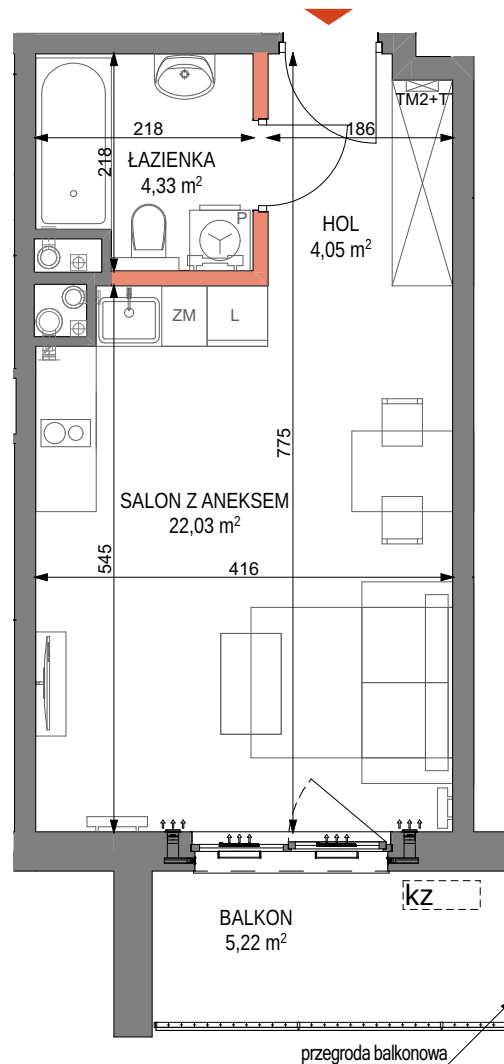 TM2+T
218
186
218
ŁAZIENKA
4,33 m²
P
HOL
4,05 m²
ZM
L
775
SALON Z ANEKSEM
22,03 m²
545
416
kz
BALKON
5,22 m²
przegroda balkonowa